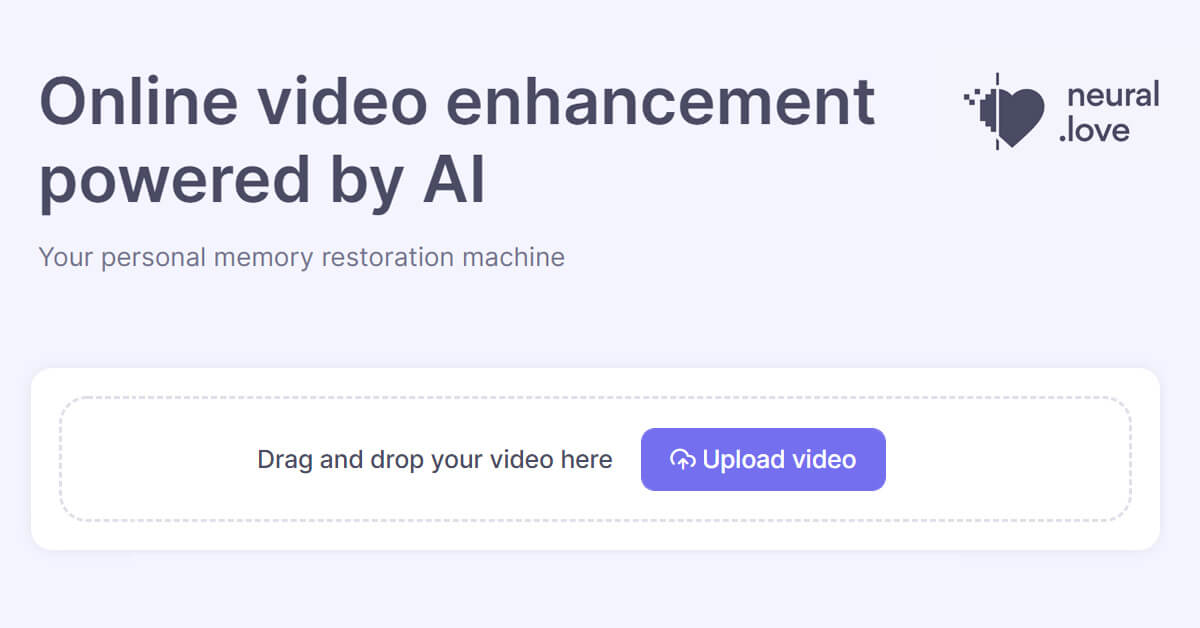 Online video enhancement
powered by AI
neural
.love
Your personal memory restoration machine
Drag and drop your video here
Upload video